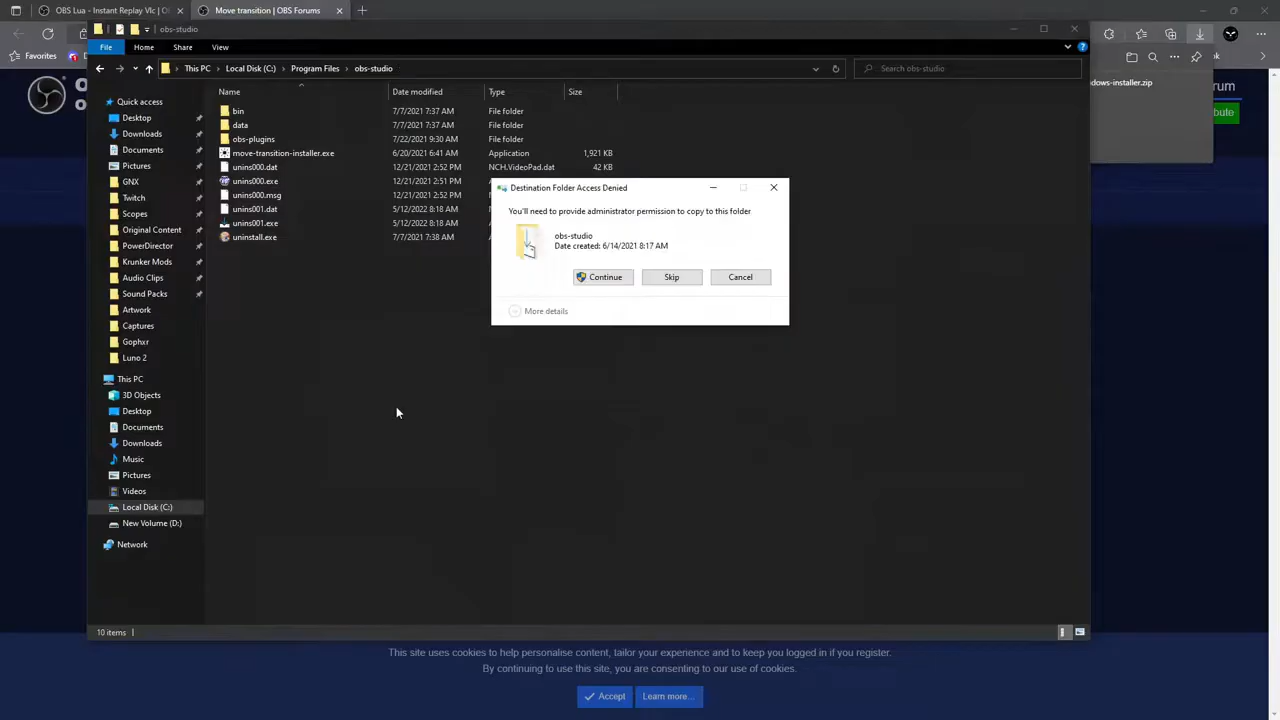 OBS Lua - Instant Replay Vlc | OI
Move transition | OBS Forums
obs-studio
File Home Share View
Favorites
This PC Local Disk (C:) Program Files obs-studio
Search obs-studio
ndows-installer.zip
rum
bute
Name Date modified Type Size
Quick access
Desktop
Downloads
Documents
Pictures
GNX
Twitch
Scopes
Original Content
PowerDirector
Krunker Mods
Audio Clips
Sound Packs
Artwork
Captures
Gophxr
Luno 2
This PC
3D Objects
Desktop
Documents
Downloads
Music
Pictures
Videos
Local Disk (C:)
New Volume (D:)
Network
bin 7/7/2021 7:37 AM File folder
data 7/7/2021 7:37 AM File folder
obs-plugins 7/22/2021 9:30 AM File folder
move-transition-installer.exe 6/20/2021 6:41 AM Application 1,921 KB
unins000.dat 12/21/2021 2:52 PM NCH.VideoPad.dat 42 KB
unins000.exe 12/21/2021 2:51 PM
unins000.msg 12/21/2021 2:52 PM
unins001.dat 5/12/2022 8:18 AM
unins001.exe 5/12/2022 8:18 AM
uninstall.exe 7/7/2021 7:38 AM
Destination Folder Access Denied
You'll need to provide administrator permission to copy to this folder
obs-studio
Date created: 6/14/2021 8:17 AM
Continue Skip Cancel
More details
10 items
This site uses cookies to help personalise content, tailor your experience and to keep you logged in if you register.
By continuing to use this site, you are consenting to our use of cookies.
Accept Learn more...